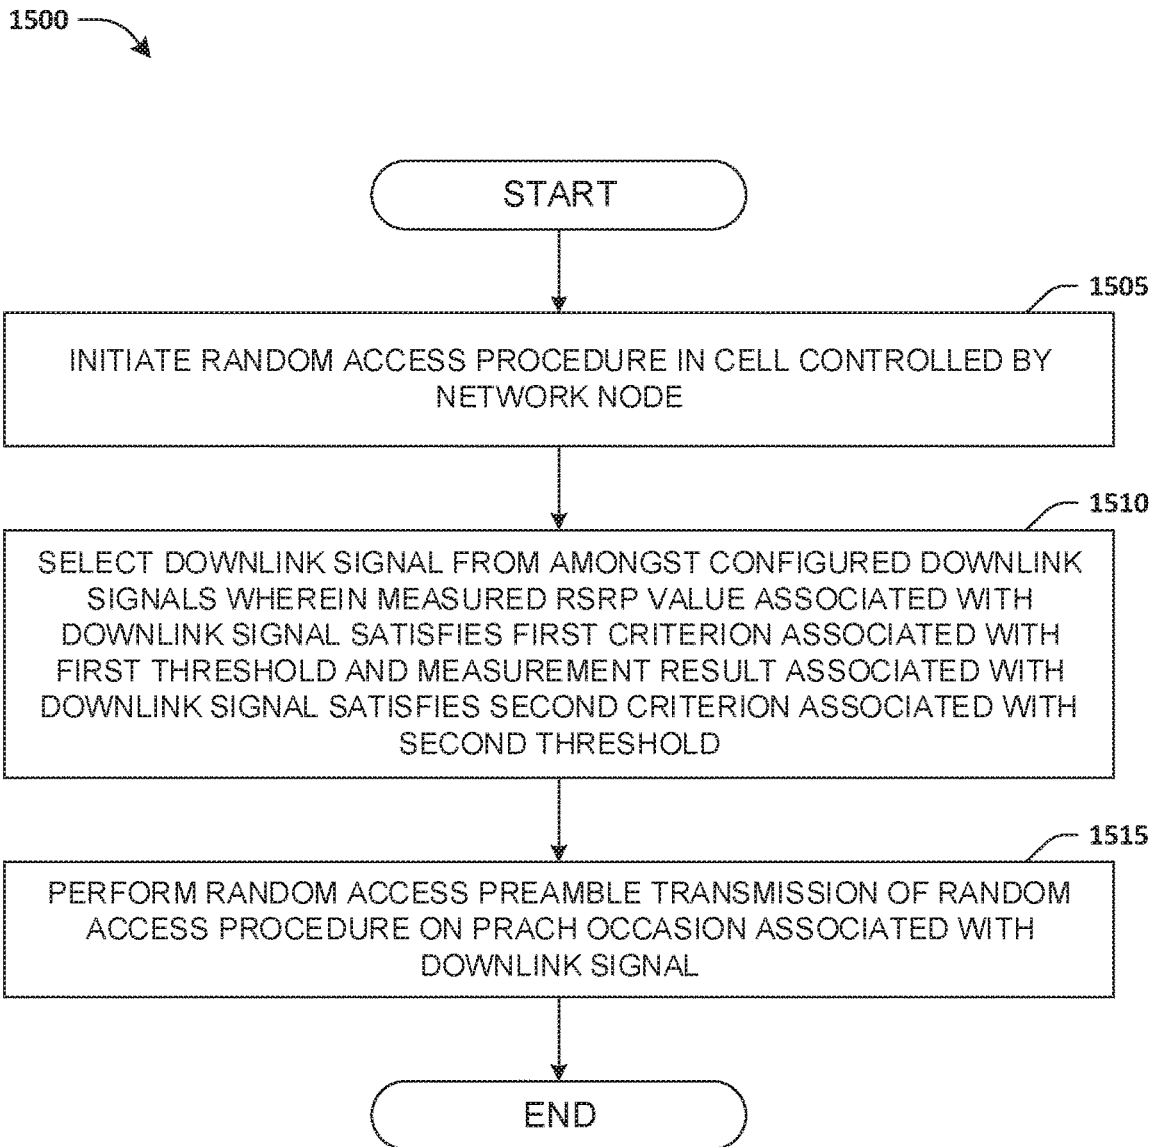 1500
START
1505
INITIATE RANDOM ACCESS PROCEDURE IN CELL CONTROLLED BY
NETWORK NODE
1510
SELECT DOWNLINK SIGNAL FROM AMONGST CONFIGURED DOWNLINK
SIGNALS WHEREIN MEASURED RSRP VALUE ASSOCIATED WITH
DOWNLINK SIGNAL SATISFIES FIRST CRITERION ASSOCIATED WITH
FIRST THRESHOLD AND MEASUREMENT RESULT ASSOCIATED WITH
DOWNLINK SIGNAL SATISFIES SECOND CRITERION ASSOCIATED WITH
SECOND THRESHOLD
1515
PERFORM RANDOM ACCESS PREAMBLE TRANSMISSION OF RANDOM
ACCESS PROCEDURE ON PRACH OCCASION ASSOCIATED WITH
DOWNLINK SIGNAL
END